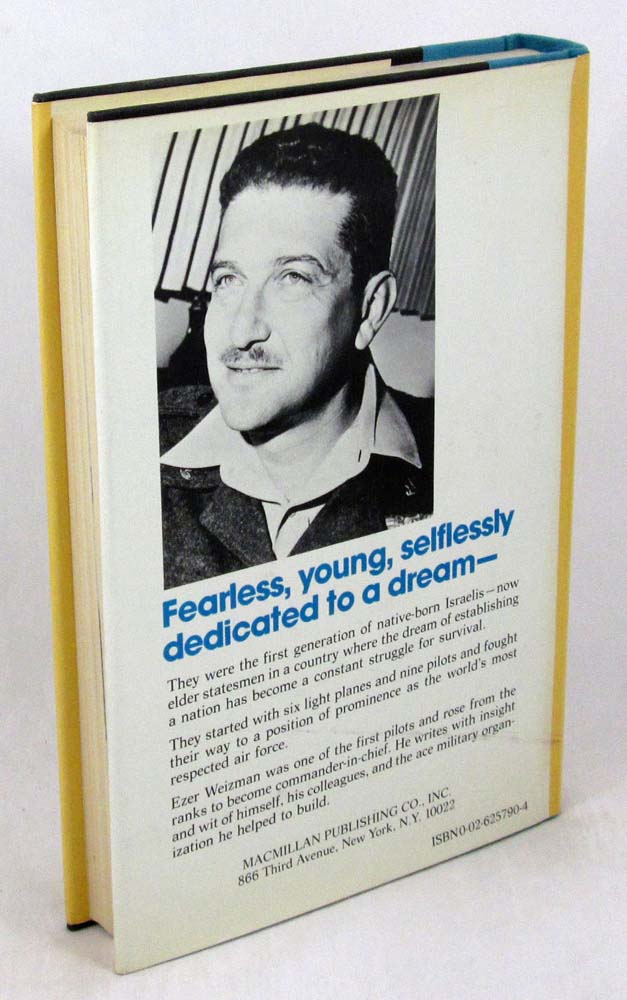 Fearless, young, selflessly
dedicated to a dream—
They were the first generation of native-born Israelis—now
elder statesmen in a country where the dream of establishing
a nation has become a constant struggle for survival.
They started with six light planes and nine pilots and fought
their way to a position of prominence as the world's most
respected air force.
Ezer Weizman was one of the first pilots and rose from the
ranks to become commander-in-chief. He writes with insight
and wit of himself, his colleagues, and the ace military organ-
ization he helped to build.
MACMILLAN PUBLISHING CO., INC.
866 Third Avenue, New York, N.Y. 10022
ISBN 0-02-625790-4